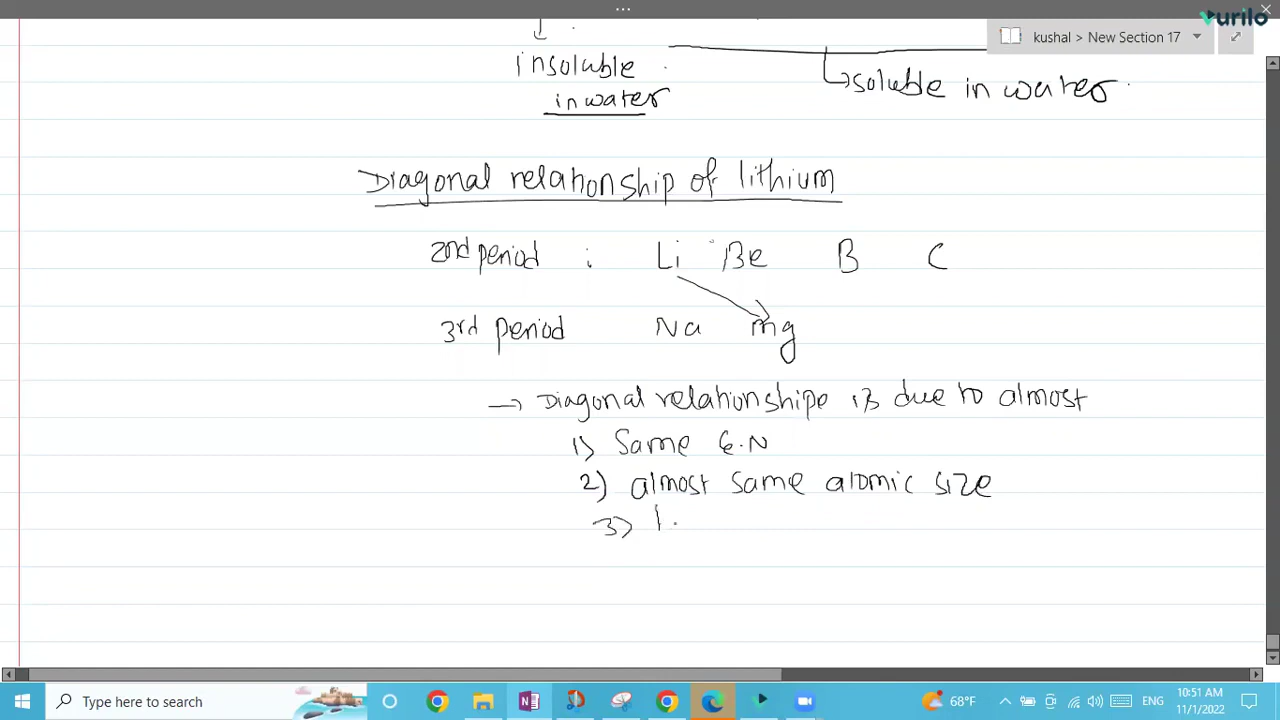 ...
vurilo
kushal > New Section 17
insoluble
in water
soluble in water.
Diagonal relationship of lithium
2nd period : Li Be B C
3rd period Na mg
→ Diagonal relationshipe is due to almost
1) Same E.N
2) almost same atomic size
3) I.
Type here to search
68°F
ENG
10:51 AM
11/1/2022